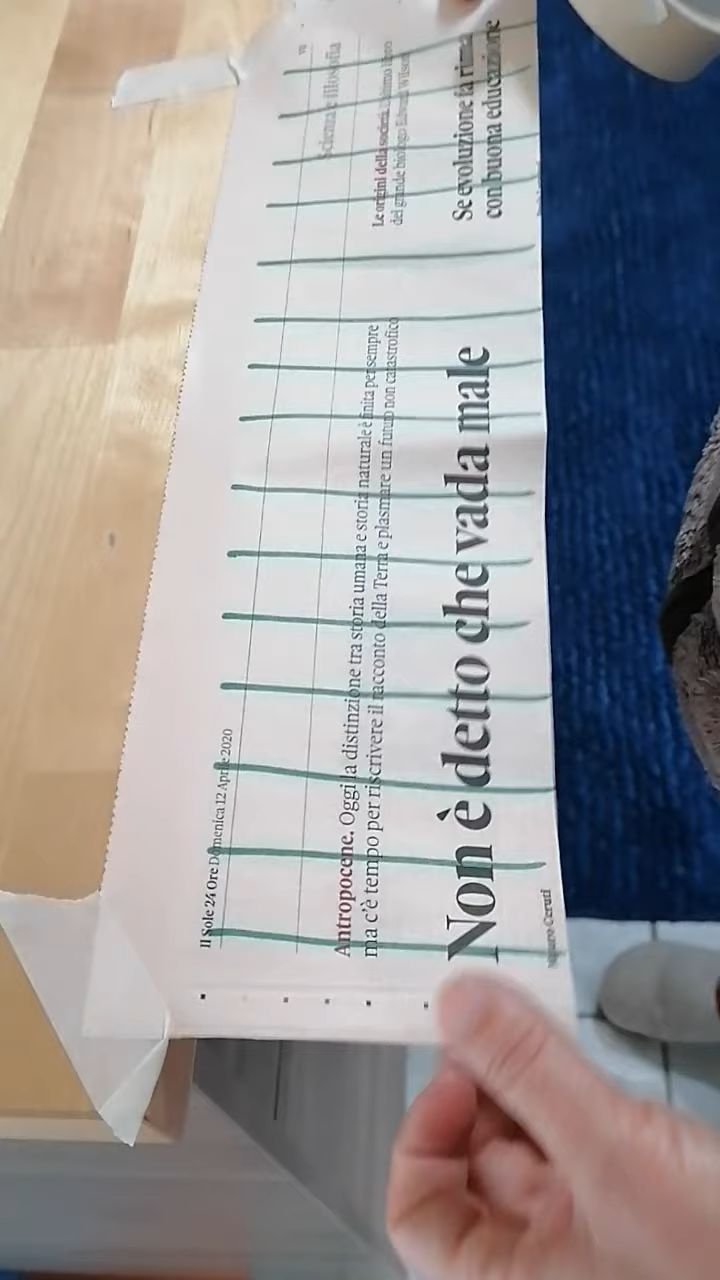 Il Sole 24 Ore Domenica 12 Aprile 2020
Scienza e filosofia
Antropocene. Oggi la distinzione tra storia umana e storia naturale è finita per sempre
ma c'è tempo per riscrivere il racconto della Terra e plasmare un futuro non catastrofico
Non è detto che vada male
Mauro Ceruti
Le origini della società. L'ultimo libro
del grande biologo Edward Wilson
Se evoluzione fa rima
con buona educazione